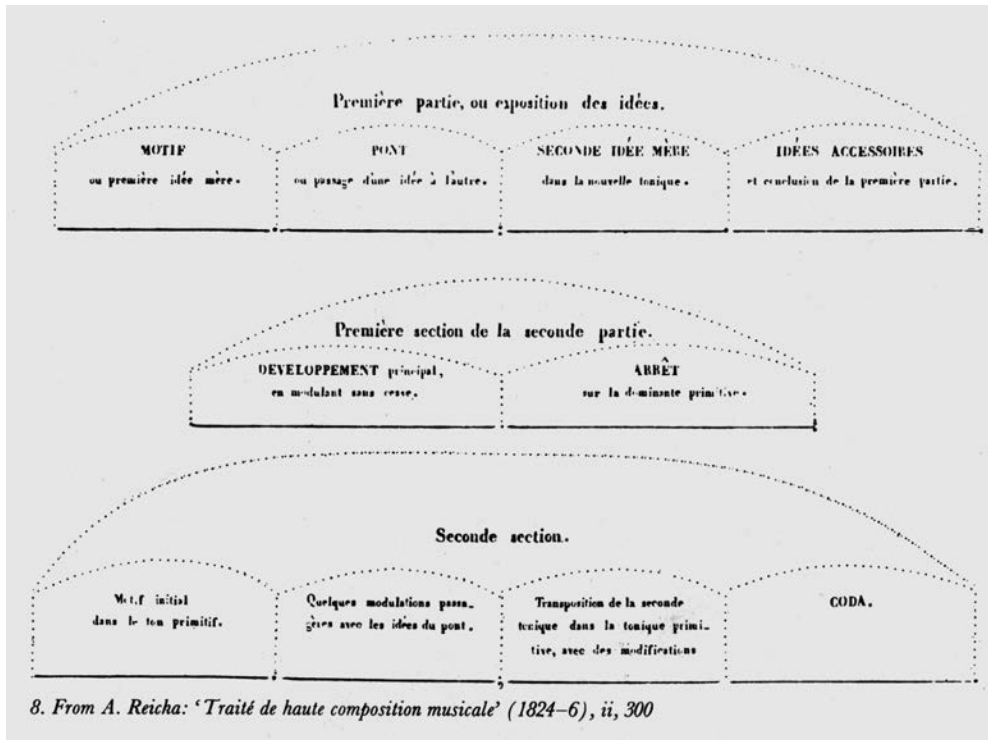 Première partie, ou exposition des idées.
MOTIF
ou première idée mère.
PONT
ou passage d'une idée à l'autre.
SECONDE IDÉE MÈRE
dans la nouvelle tonique.
IDÉES ACCESSOIRES
et conclusion de la première partie.
Première section de la seconde partie.
DEVELOPPEMENT principal,
en modulant sans cesse.
ARRÊT
sur la dominante primitive.
Seconde section.
Motif initial
dans le ton primitif.
Quelques modulations passa-
gères avec les idées du pont.
Transposition de la seconde
tonique dans la tonique primi-
tive, avec des modifications
CODA.
8. From A. Reicha: ‘Traité de haute composition musicale’ (1824–6), ii, 300